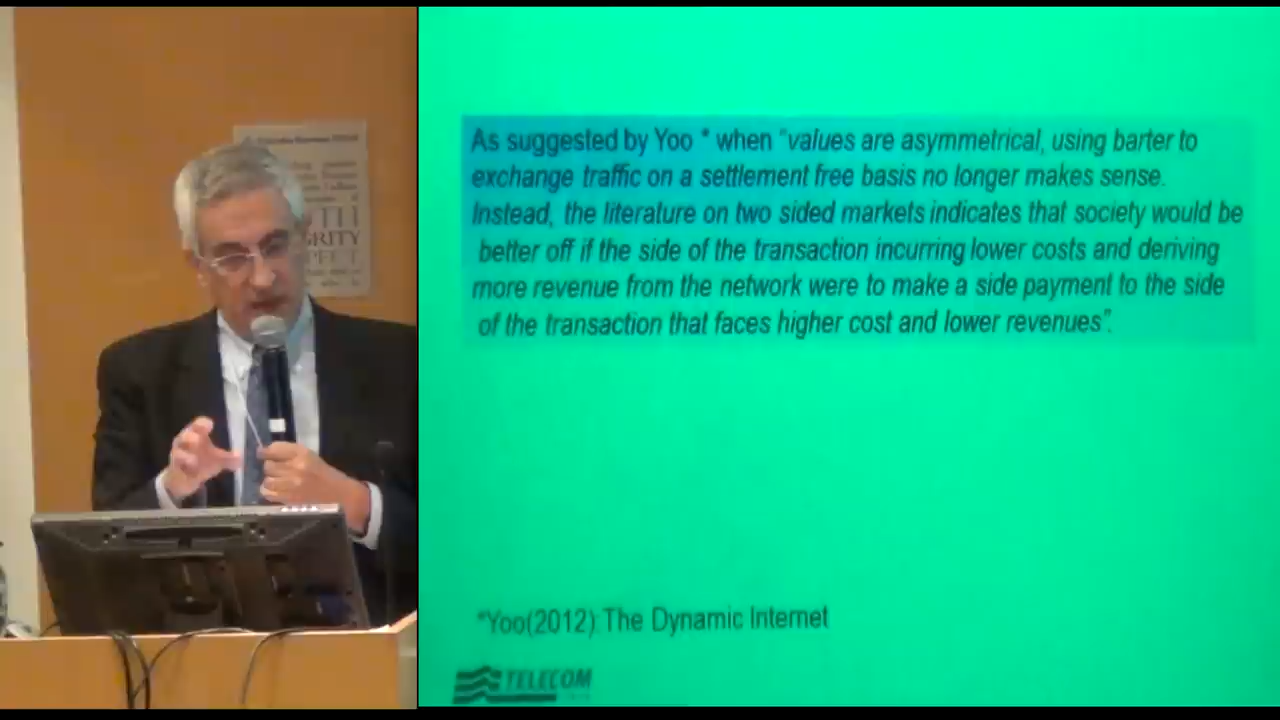 GRITY
As suggested by Yoo * when “values are asymmetrical, using barter to
exchange traffic on a settlement free basis no longer makes sense.
Instead, the literature on two sided markets indicates that society would be
better off if the side of the transaction incurring lower costs and deriving
more revenue from the network were to make a side payment to the side
of the transaction that faces higher cost and lower revenues”.
*Yoo(2012): The Dynamic Internet
TELECOM